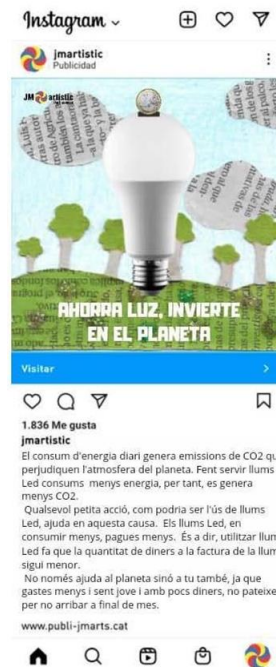 Instagram
jmartistic
Publicidad
JM artistic
AHORRA LUZ, INVIERTE
EN EL PLANETA
Visitar
1.836 Me gusta
jmartistic
El consum d'energia diari genera emissions de CO2 qu
perjudiquen l'atmosfera del planeta. Fent servir llums
Led consums menys energia, per tant, es genera
menys CO2.
Qualsevol petita acció, com podria ser l'ús de llums
Led, ajuda en aquesta causa. Els llums Led, en
consumir menys, pagues menys. És a dir, utilitzar llum
Led fa que la quantitat de diners a la factura de la llum
sigui menor.
No només ajuda al planeta sinó a tu també, ja que
gastes menys i sent jove i amb pocs diners, no pateixe
per no arribar a final de mes.
www.publi-jmarts.cat